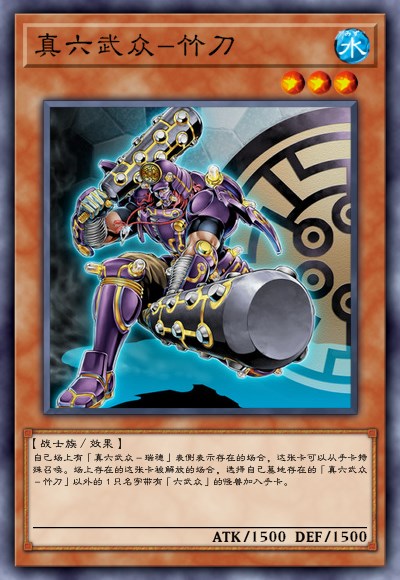 真六武众-竹刀
水
【战士族/效果】
自己场上有「真六武众-瑞穗」表侧表示存在的场合，这张卡可以从手卡特
殊召唤。场上存在的这张卡被解放的场合，选择自己墓地存在的「真六武众
-竹刀」以外的1只名字带有「六武众」的怪兽加入手卡。
ATK/1500 DEF/1500